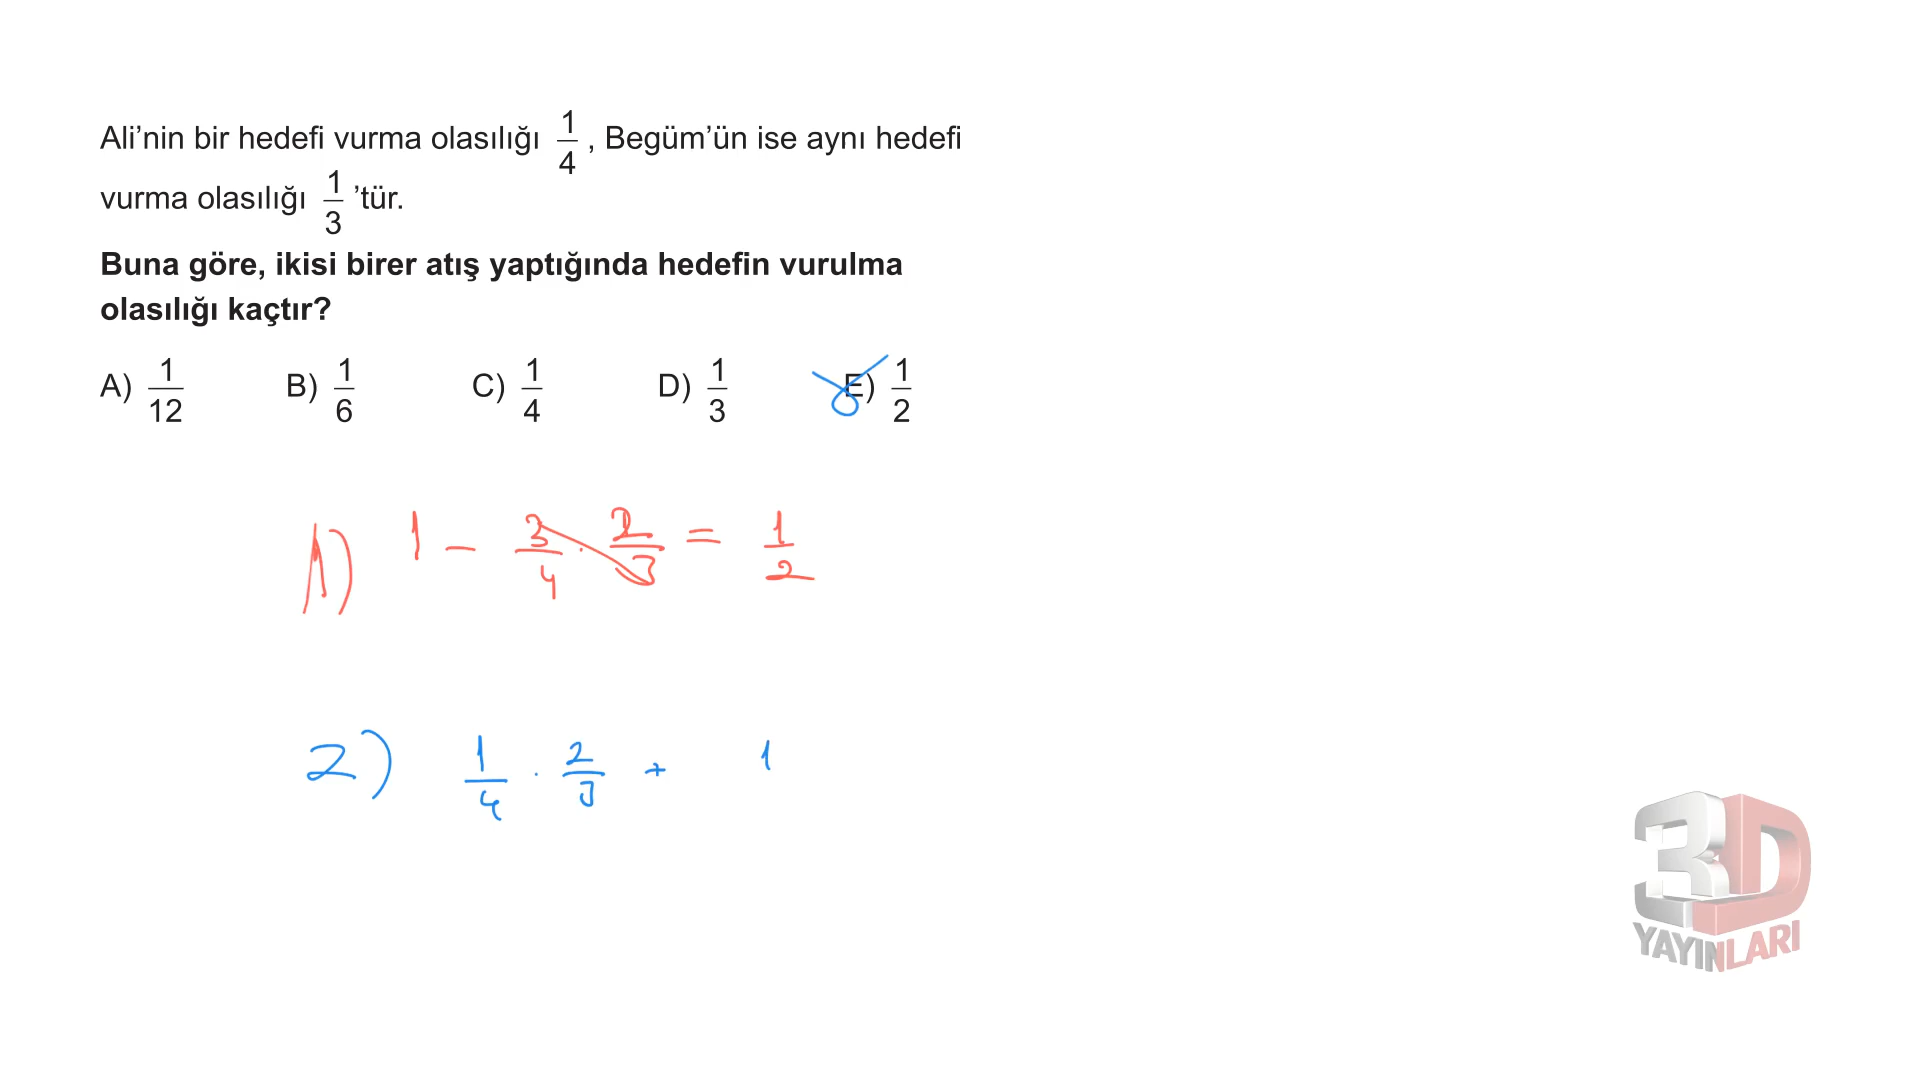 Ali’nin bir hedefi vurma olasılığı 1/4 , Begüm’ün ise aynı hedefi
vurma olasılığı 1/3 ’tür.
Buna göre, ikisi birer atış yaptığında hedefin vurulma
olasılığı kaçtır?
A) 1/12 B) 1/6 C) 1/4 D) 1/3 E) 1/2
1) 1 - 3/4 . 2/3 = 1/2
2) 1/4 . 2/3 + 1
3D
YAYINLARI